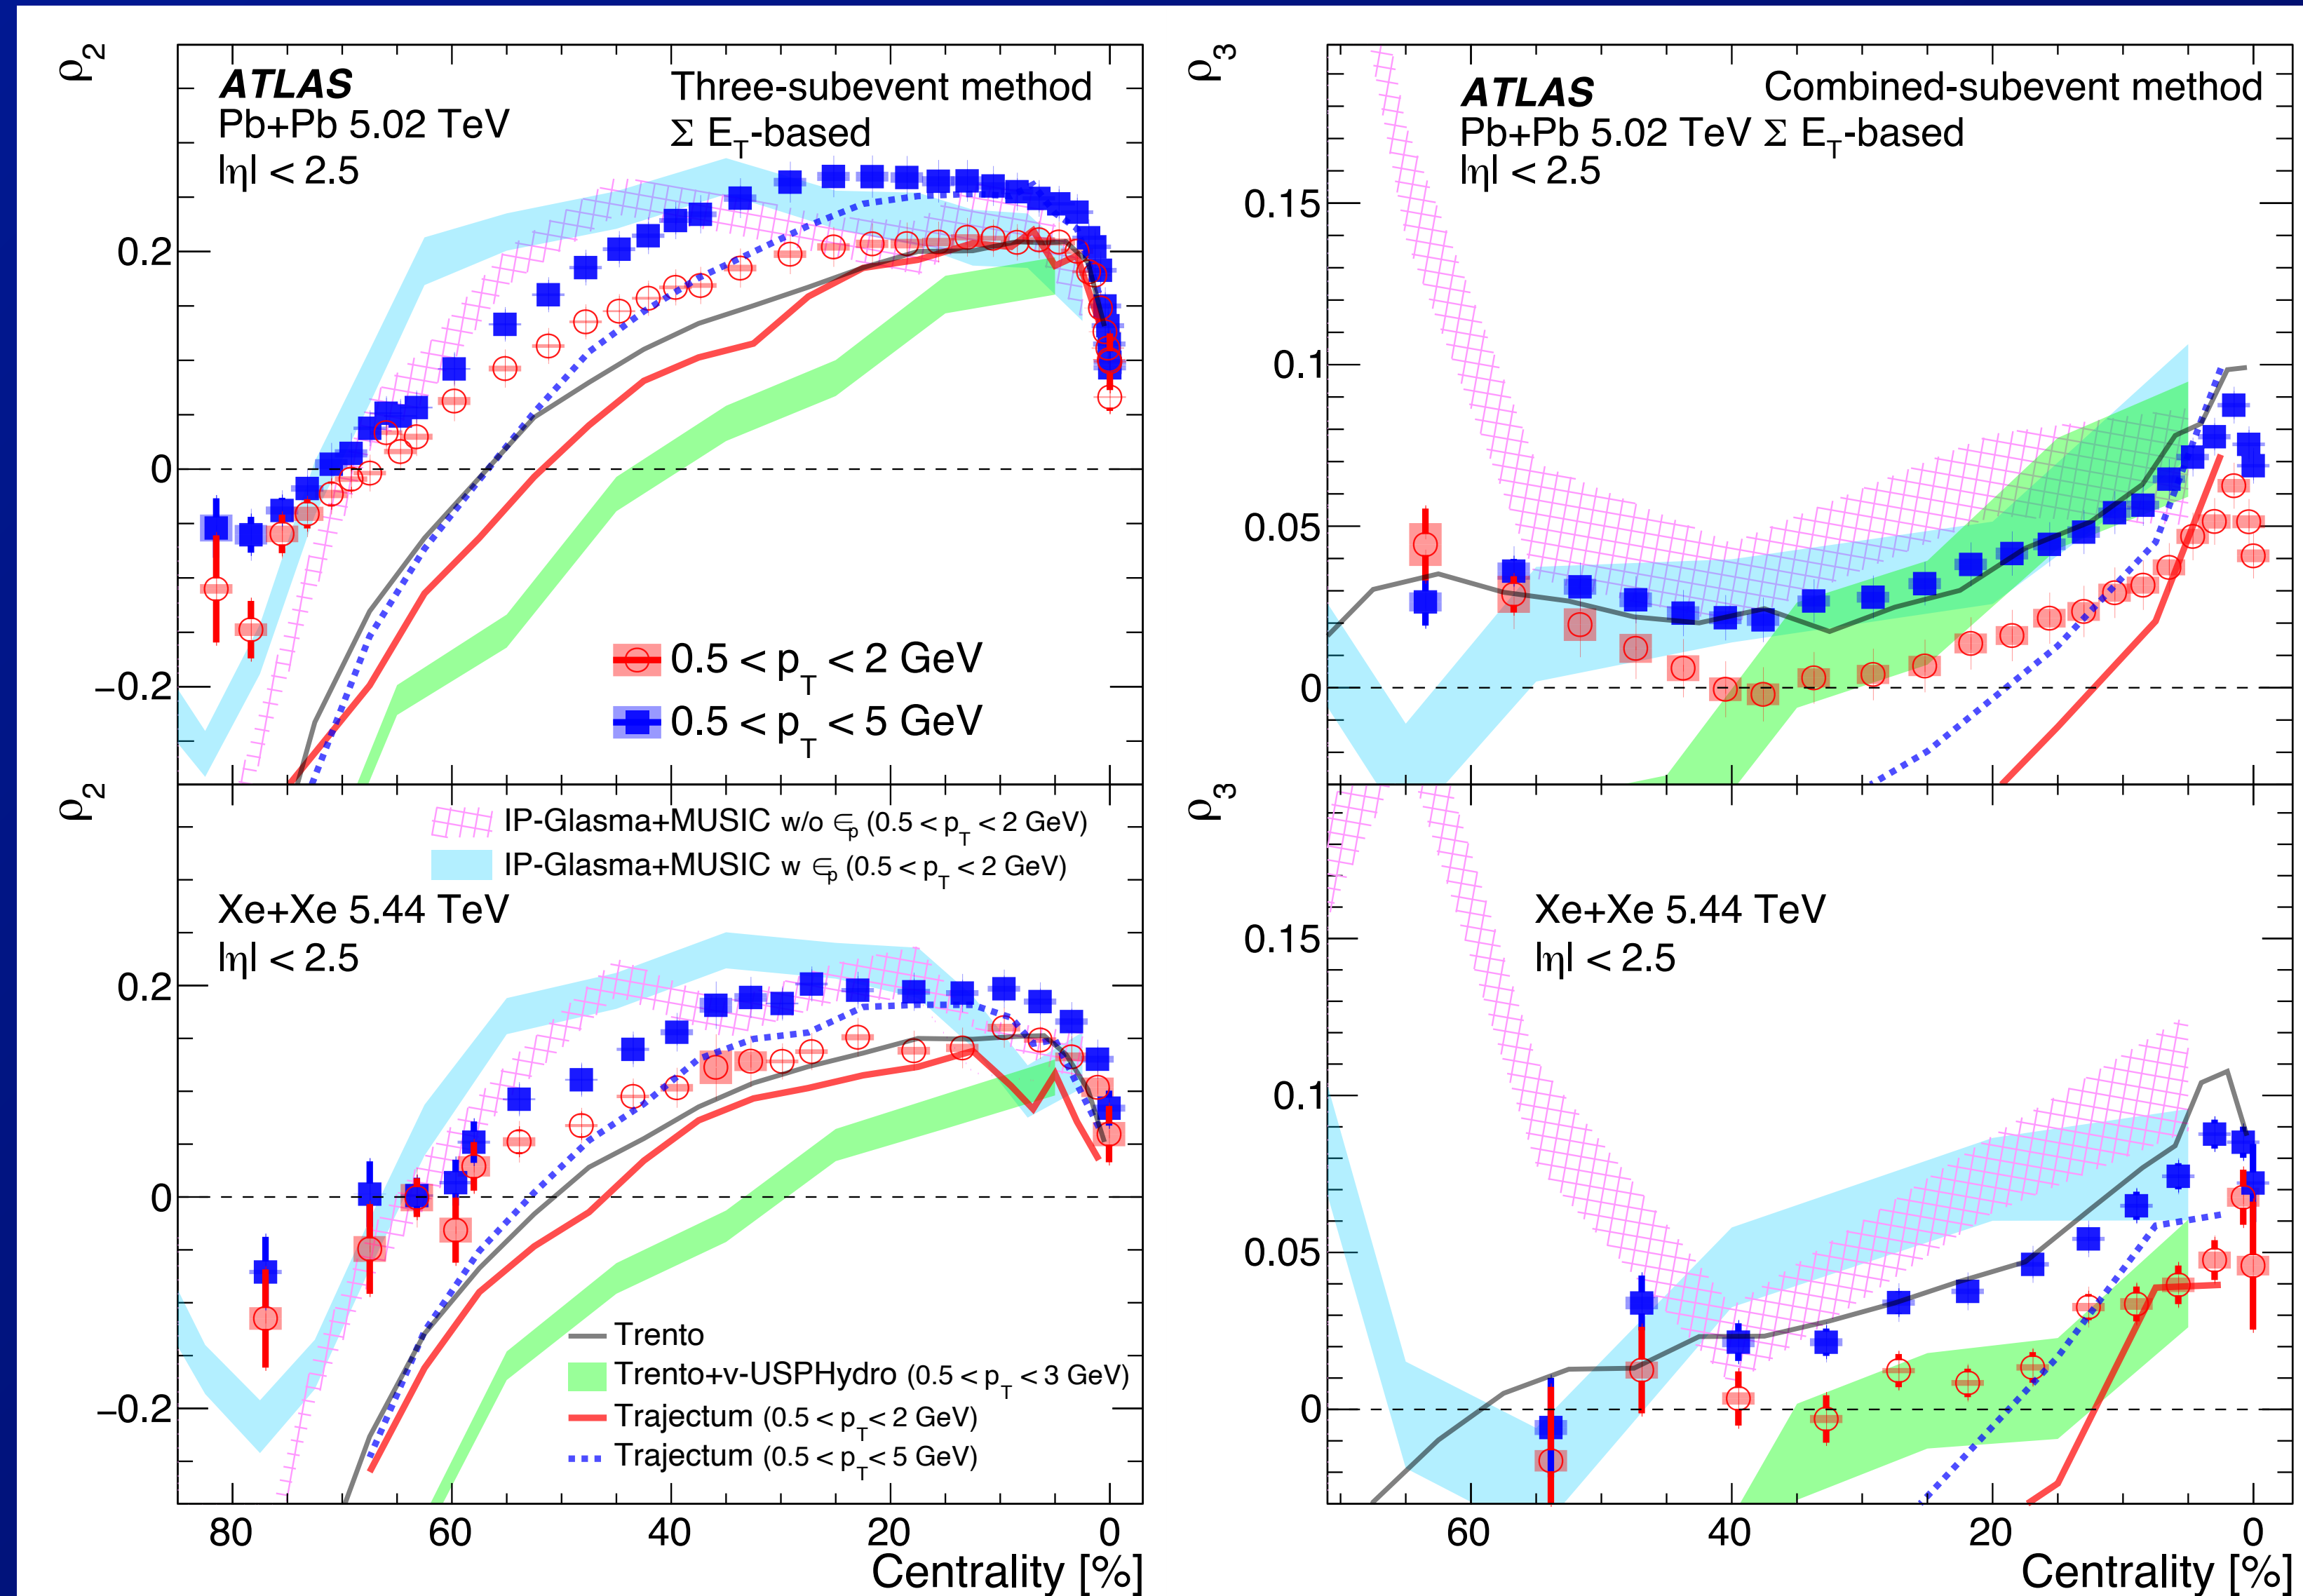 ρ2
ATLAS
Pb+Pb 5.02 TeV
|η| < 2.5
Three-subevent method
Σ ET-based
0.2
0
−0.2
0.5 < pT < 2 GeV
0.5 < pT < 5 GeV
ρ3
ATLAS
Combined-subevent method
Pb+Pb 5.02 TeV Σ ET-based
|η| < 2.5
0.15
0.1
0.05
0
ρ2
IP-Glasma+MUSIC w/o ∈p (0.5 < pT < 2 GeV)
IP-Glasma+MUSIC w ∈p (0.5 < pT < 2 GeV)
Xe+Xe 5.44 TeV
|η| < 2.5
0.2
0
−0.2
Trento
Trento+v-USPHydro (0.5 < pT < 3 GeV)
Trajectum (0.5 < pT < 2 GeV)
Trajectum (0.5 < pT < 5 GeV)
80 60 40 20 0
Centrality [%]
ρ3
Xe+Xe 5.44 TeV
|η| < 2.5
0.15
0.1
0.05
0
60 40 20 0
Centrality [%]